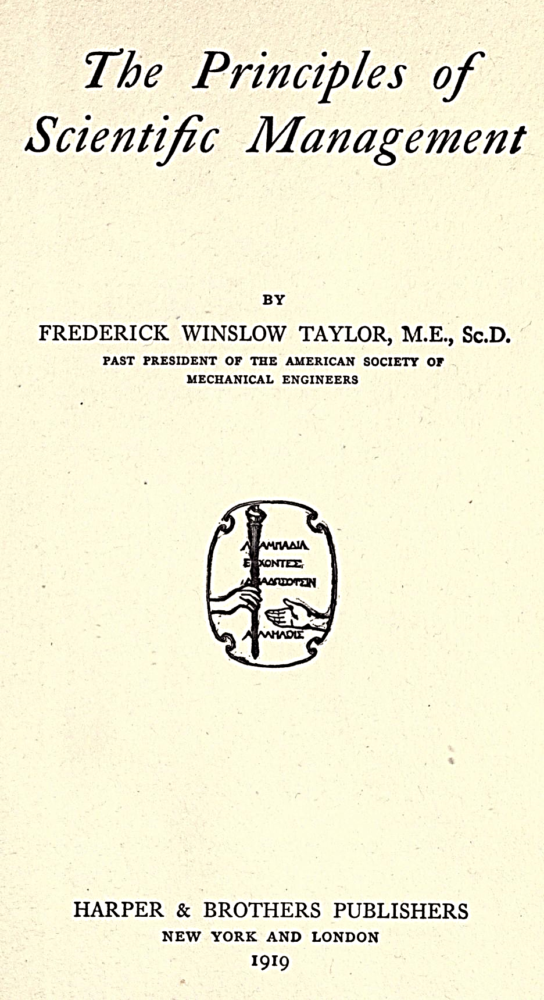 The Principles of
Scientific Management
BY
FREDERICK WINSLOW TAYLOR, M.E., Sc.D.
PAST PRESIDENT OF THE AMERICAN SOCIETY OF
MECHANICAL ENGINEERS
ΛΑΜΠΑΔΙΑ
ΕΧΟΝΤΕΣ
ΔΙΑΔΩΣΟΥΣΙΝ
ΑΛΛΗΛΟΙΣ
HARPER & BROTHERS PUBLISHERS
NEW YORK AND LONDON
1919